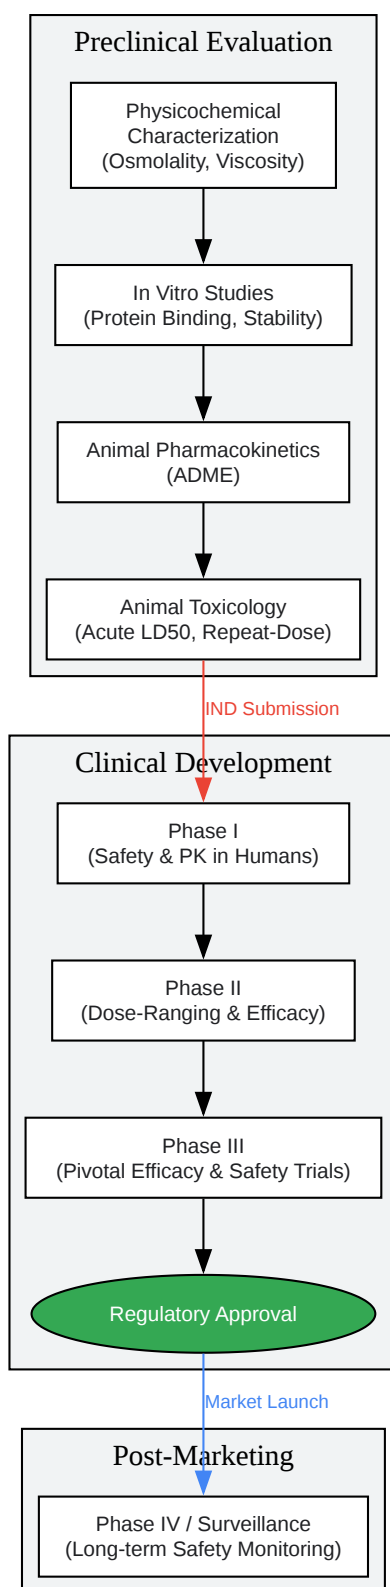 Preclinical Evaluation
Physicochemical
Characterization
(Osmolality, Viscosity)
In Vitro Studies
(Protein Binding, Stability)
Animal Pharmacokinetics
(ADME)
Animal Toxicology
(Acute LD50, Repeat-Dose)
IND Submission
Clinical Development
Phase I
(Safety & PK in Humans)
Phase II
(Dose-Ranging & Efficacy)
Phase III
(Pivotal Efficacy & Safety Trials)
Regulatory Approval
Market Launch
Post-Marketing
Phase IV / Surveillance
(Long-term Safety Monitoring)